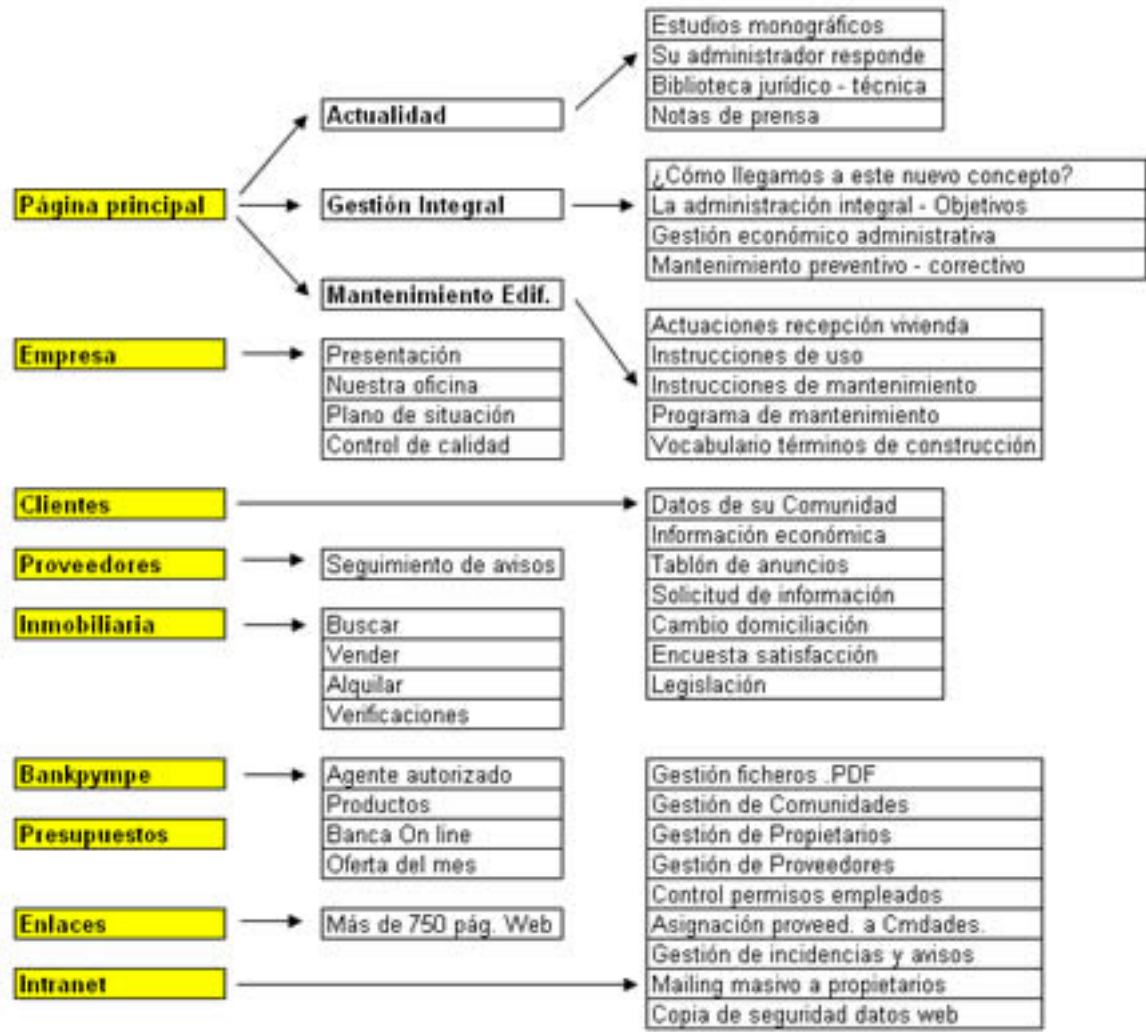 Estudios monográficos
Su administrador responde
Biblioteca jurídico - técnica
Notas de prensa
Actualidad
Página principal
Gestión Integral
¿Cómo llegamos a este nuevo concepto?
La administración integral - Objetivos
Gestión económico administrativa
Mantenimiento preventivo - correctivo
Mantenimiento Edif.
Actuaciones recepción vivienda
Instrucciones de uso
Instrucciones de mantenimiento
Programa de mantenimiento
Vocabulario términos de construcción
Empresa
Presentación
Nuestra oficina
Plano de situación
Control de calidad
Clientes
Datos de su Comunidad
Información económica
Tablón de anuncios
Solicitud de información
Cambio domiciliación
Encuesta satisfacción
Legislación
Proveedores
Seguimiento de avisos
Inmobiliaria
Buscar
Vender
Alquilar
Verificaciones
Bankpympe
Agente autorizado
Productos
Banca On line
Oferta del mes
Presupuestos
Enlaces
Más de 750 pág. Web
Intranet
Gestión ficheros .PDF
Gestión de Comunidades
Gestión de Propietarios
Gestión de Proveedores
Control permisos empleados
Asignación proveed. a Cmdades.
Gestión de incidencias y avisos
Mailing masivo a propietarios
Copia de seguridad datos web